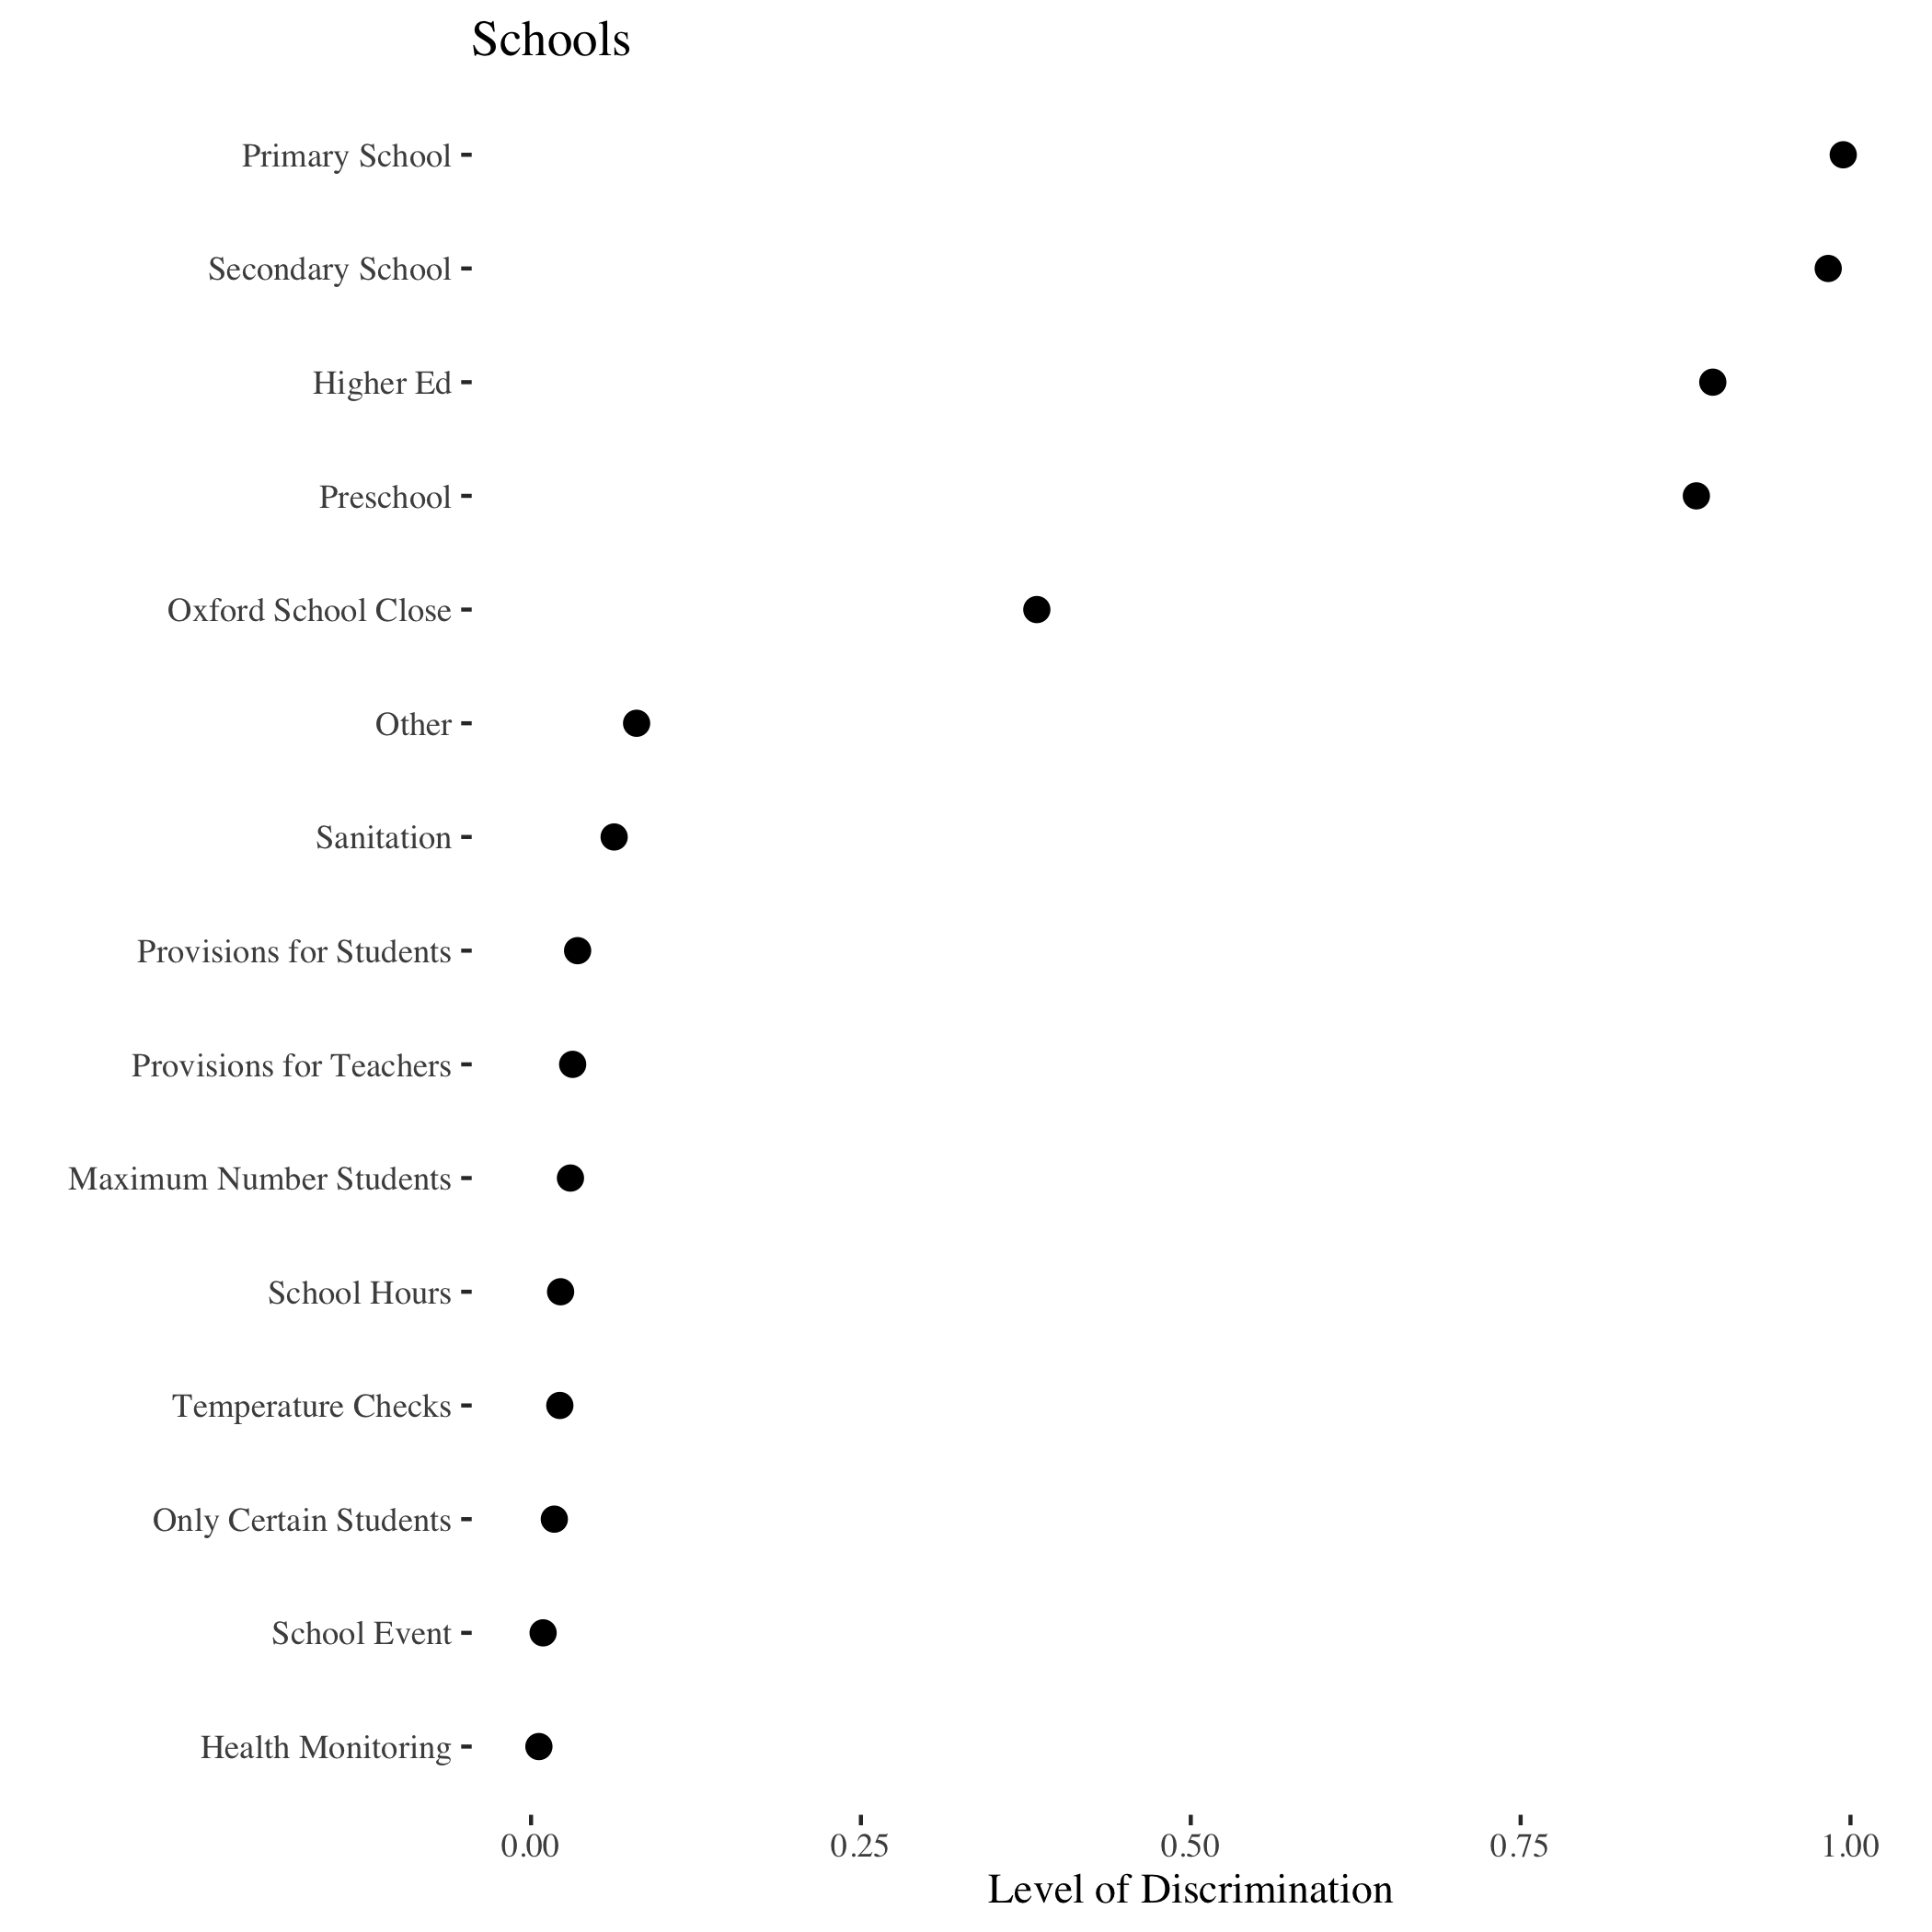 Schools
Primary School
Secondary School
Higher Ed
Preschool
Oxford School Close
Other
Sanitation
Provisions for Students
Provisions for Teachers
Maximum Number Students
School Hours
Temperature Checks
Only Certain Students
School Event
Health Monitoring
0.00 0.25 0.50 0.75 1.00
Level of Discrimination